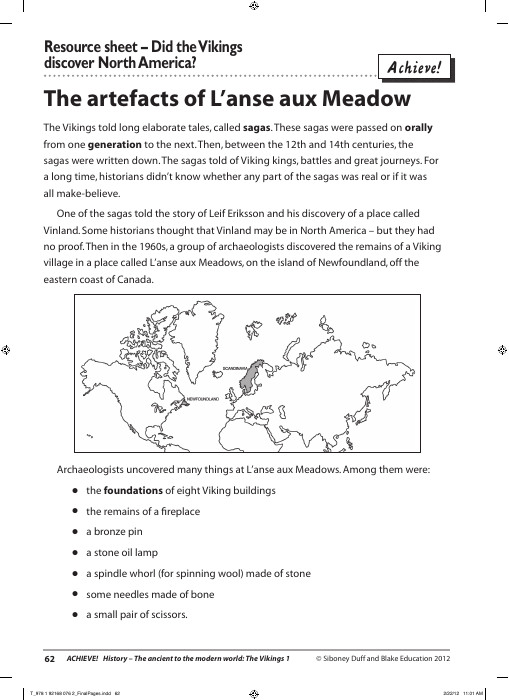 Resource sheet – Did the Vikings
discover North America?
Achieve!
The artefacts of L'anse aux Meadow
The Vikings told long elaborate tales, called sagas. These sagas were passed on orally
from one generation to the next. Then, between the 12th and 14th centuries, the
sagas were written down. The sagas told of Viking kings, battles and great journeys. For
a long time, historians didn't know whether any part of the sagas was real or if it was
all make-believe.
One of the sagas told the story of Leif Eriksson and his discovery of a place called
Vinland. Some historians thought that Vinland may be in North America – but they had
no proof. Then in the 1960s, a group of archaeologists discovered the remains of a Viking
village in a place called L'anse aux Meadows, on the island of Newfoundland, off the
eastern coast of Canada.
SCANDINAVIA
NEWFOUNDLAND
Archaeologists uncovered many things at L'anse aux Meadows. Among them were:
● the foundations of eight Viking buildings
● the remains of a fireplace
● a bronze pin
● a stone oil lamp
● a spindle whorl (for spinning wool) made of stone
● some needles made of bone
● a small pair of scissors.
62 ACHIEVE! History – The ancient to the modern world: The Vikings 1 © Siboney Duff and Blake Education 2012
2/22/12 11:31 AM